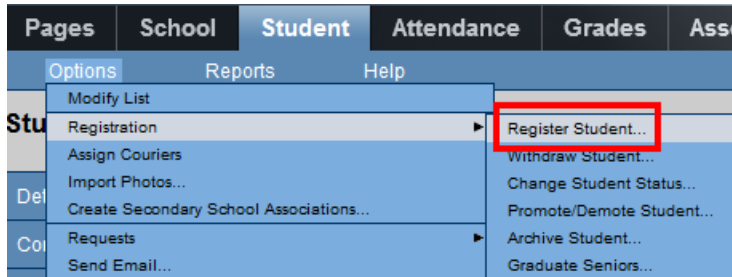 Pages School Student Attendance Grades
Options Reports Help
Modify List
Registration
Assign Couriers
Import Photos...
Create Secondary School Associations...
Requests
Send Email...
Register Student...
Withdraw Student...
Change Student Status...
Promote/Demote Student...
Archive Student...
Graduate Seniors...